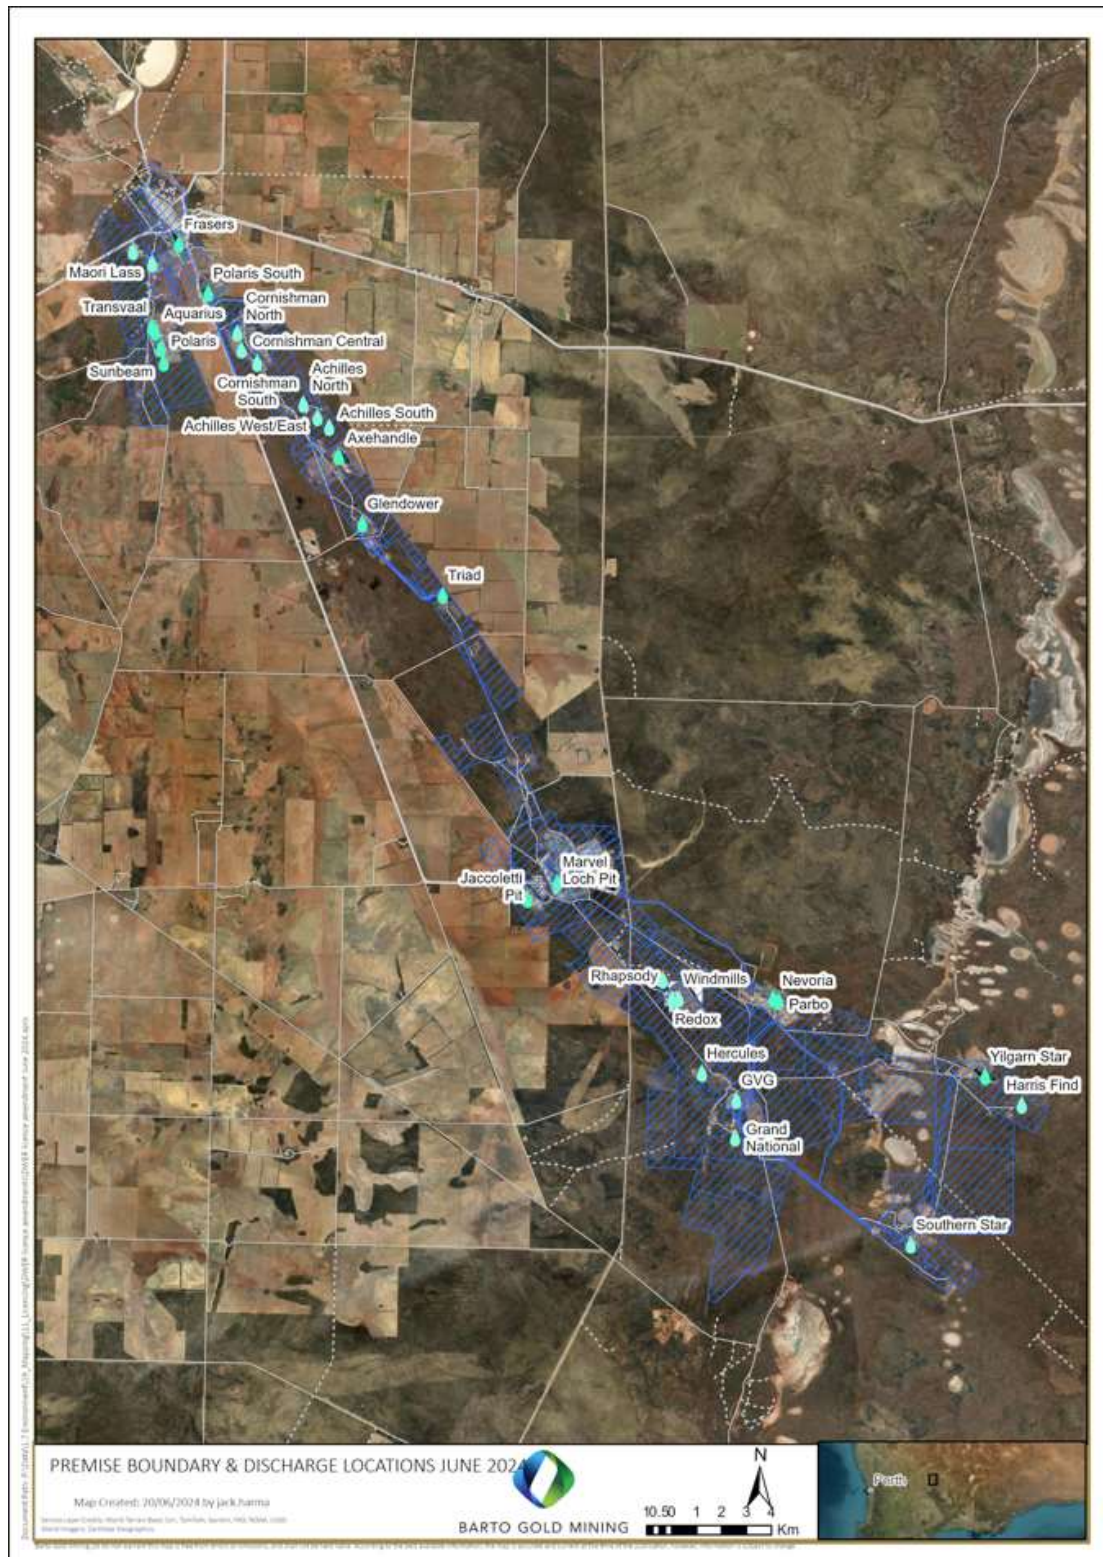 Frasers
Maori Lass
Polaris South
Transvaal
Aquarius
Cornishman
North
Polaris
Cornishman Central
Sunbeam
Achilles
North
Cornishman
South
Achilles South
Achilles West/East
Axehandle
Glendower
Triad
Marvel
Loch Pit
Jaccoletti
Pit
Rhapsody
Windmills
Nevoria
Parbo
Redox
Hercules
Yilgarn Star
GVG
Harris Find
Grand
National
Southern Star
PREMISE BOUNDARY & DISCHARGE LOCATIONS JUNE 2024
Map Created: 20/06/2024 by jack.harma
BARTO GOLD MINING
N
10.50 1 2 3 4
Km
Perth